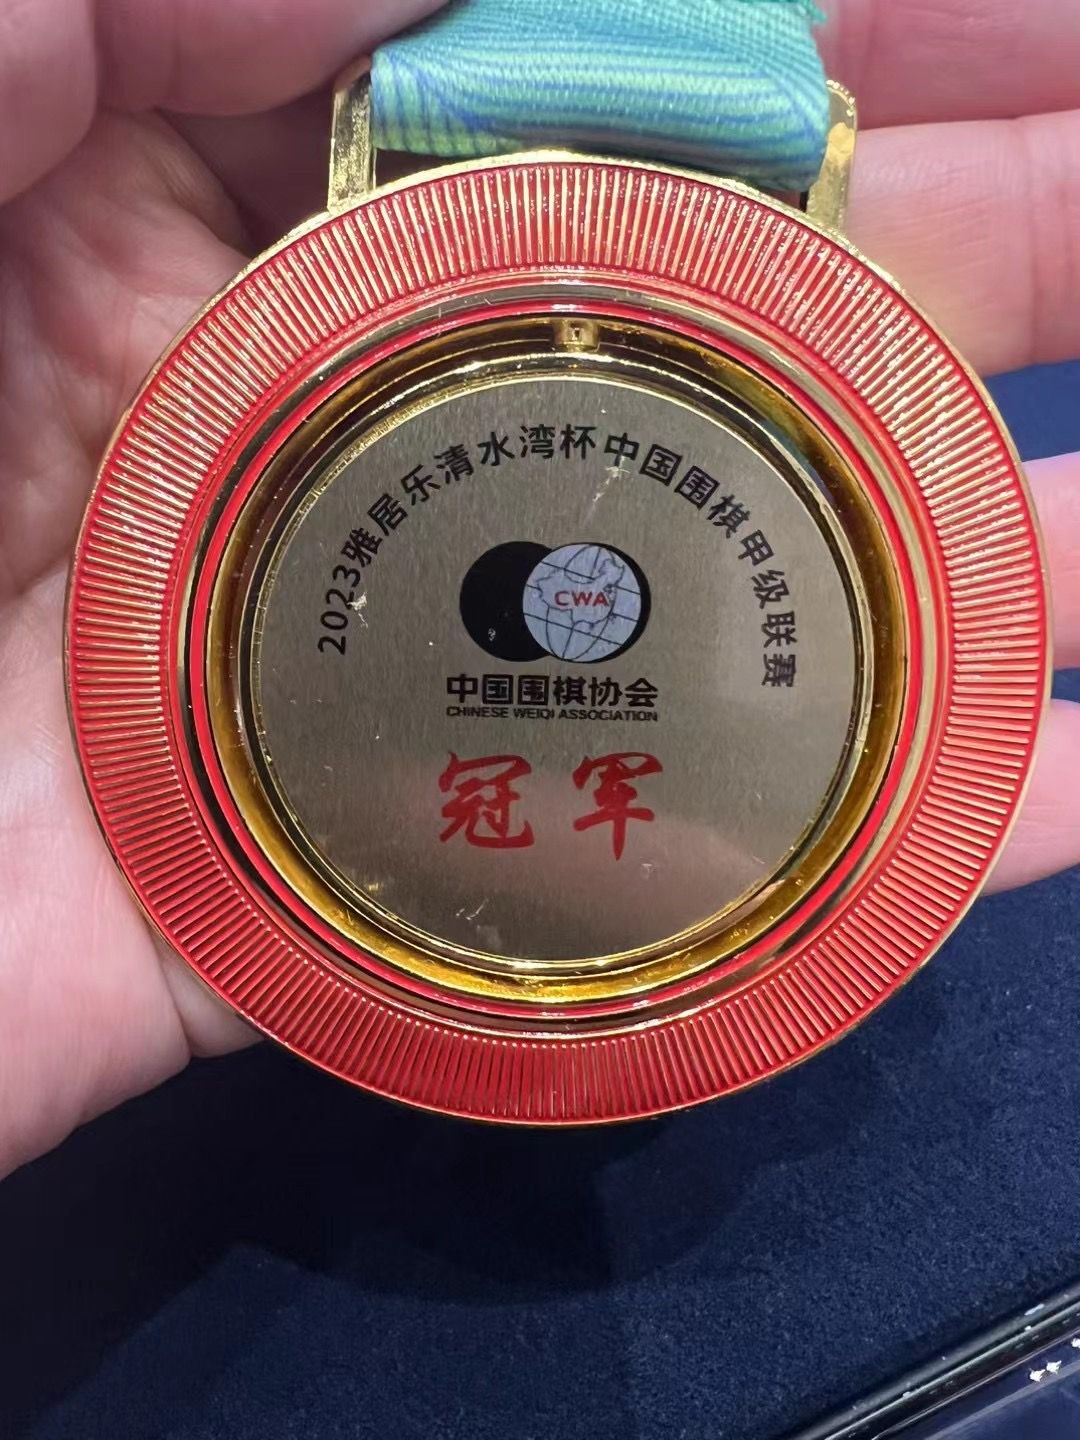 2023雅居乐清水湾杯中国围棋甲级联赛
CWA
中国围棋协会
CHINESE WEIQI ASSOCIATION
冠军